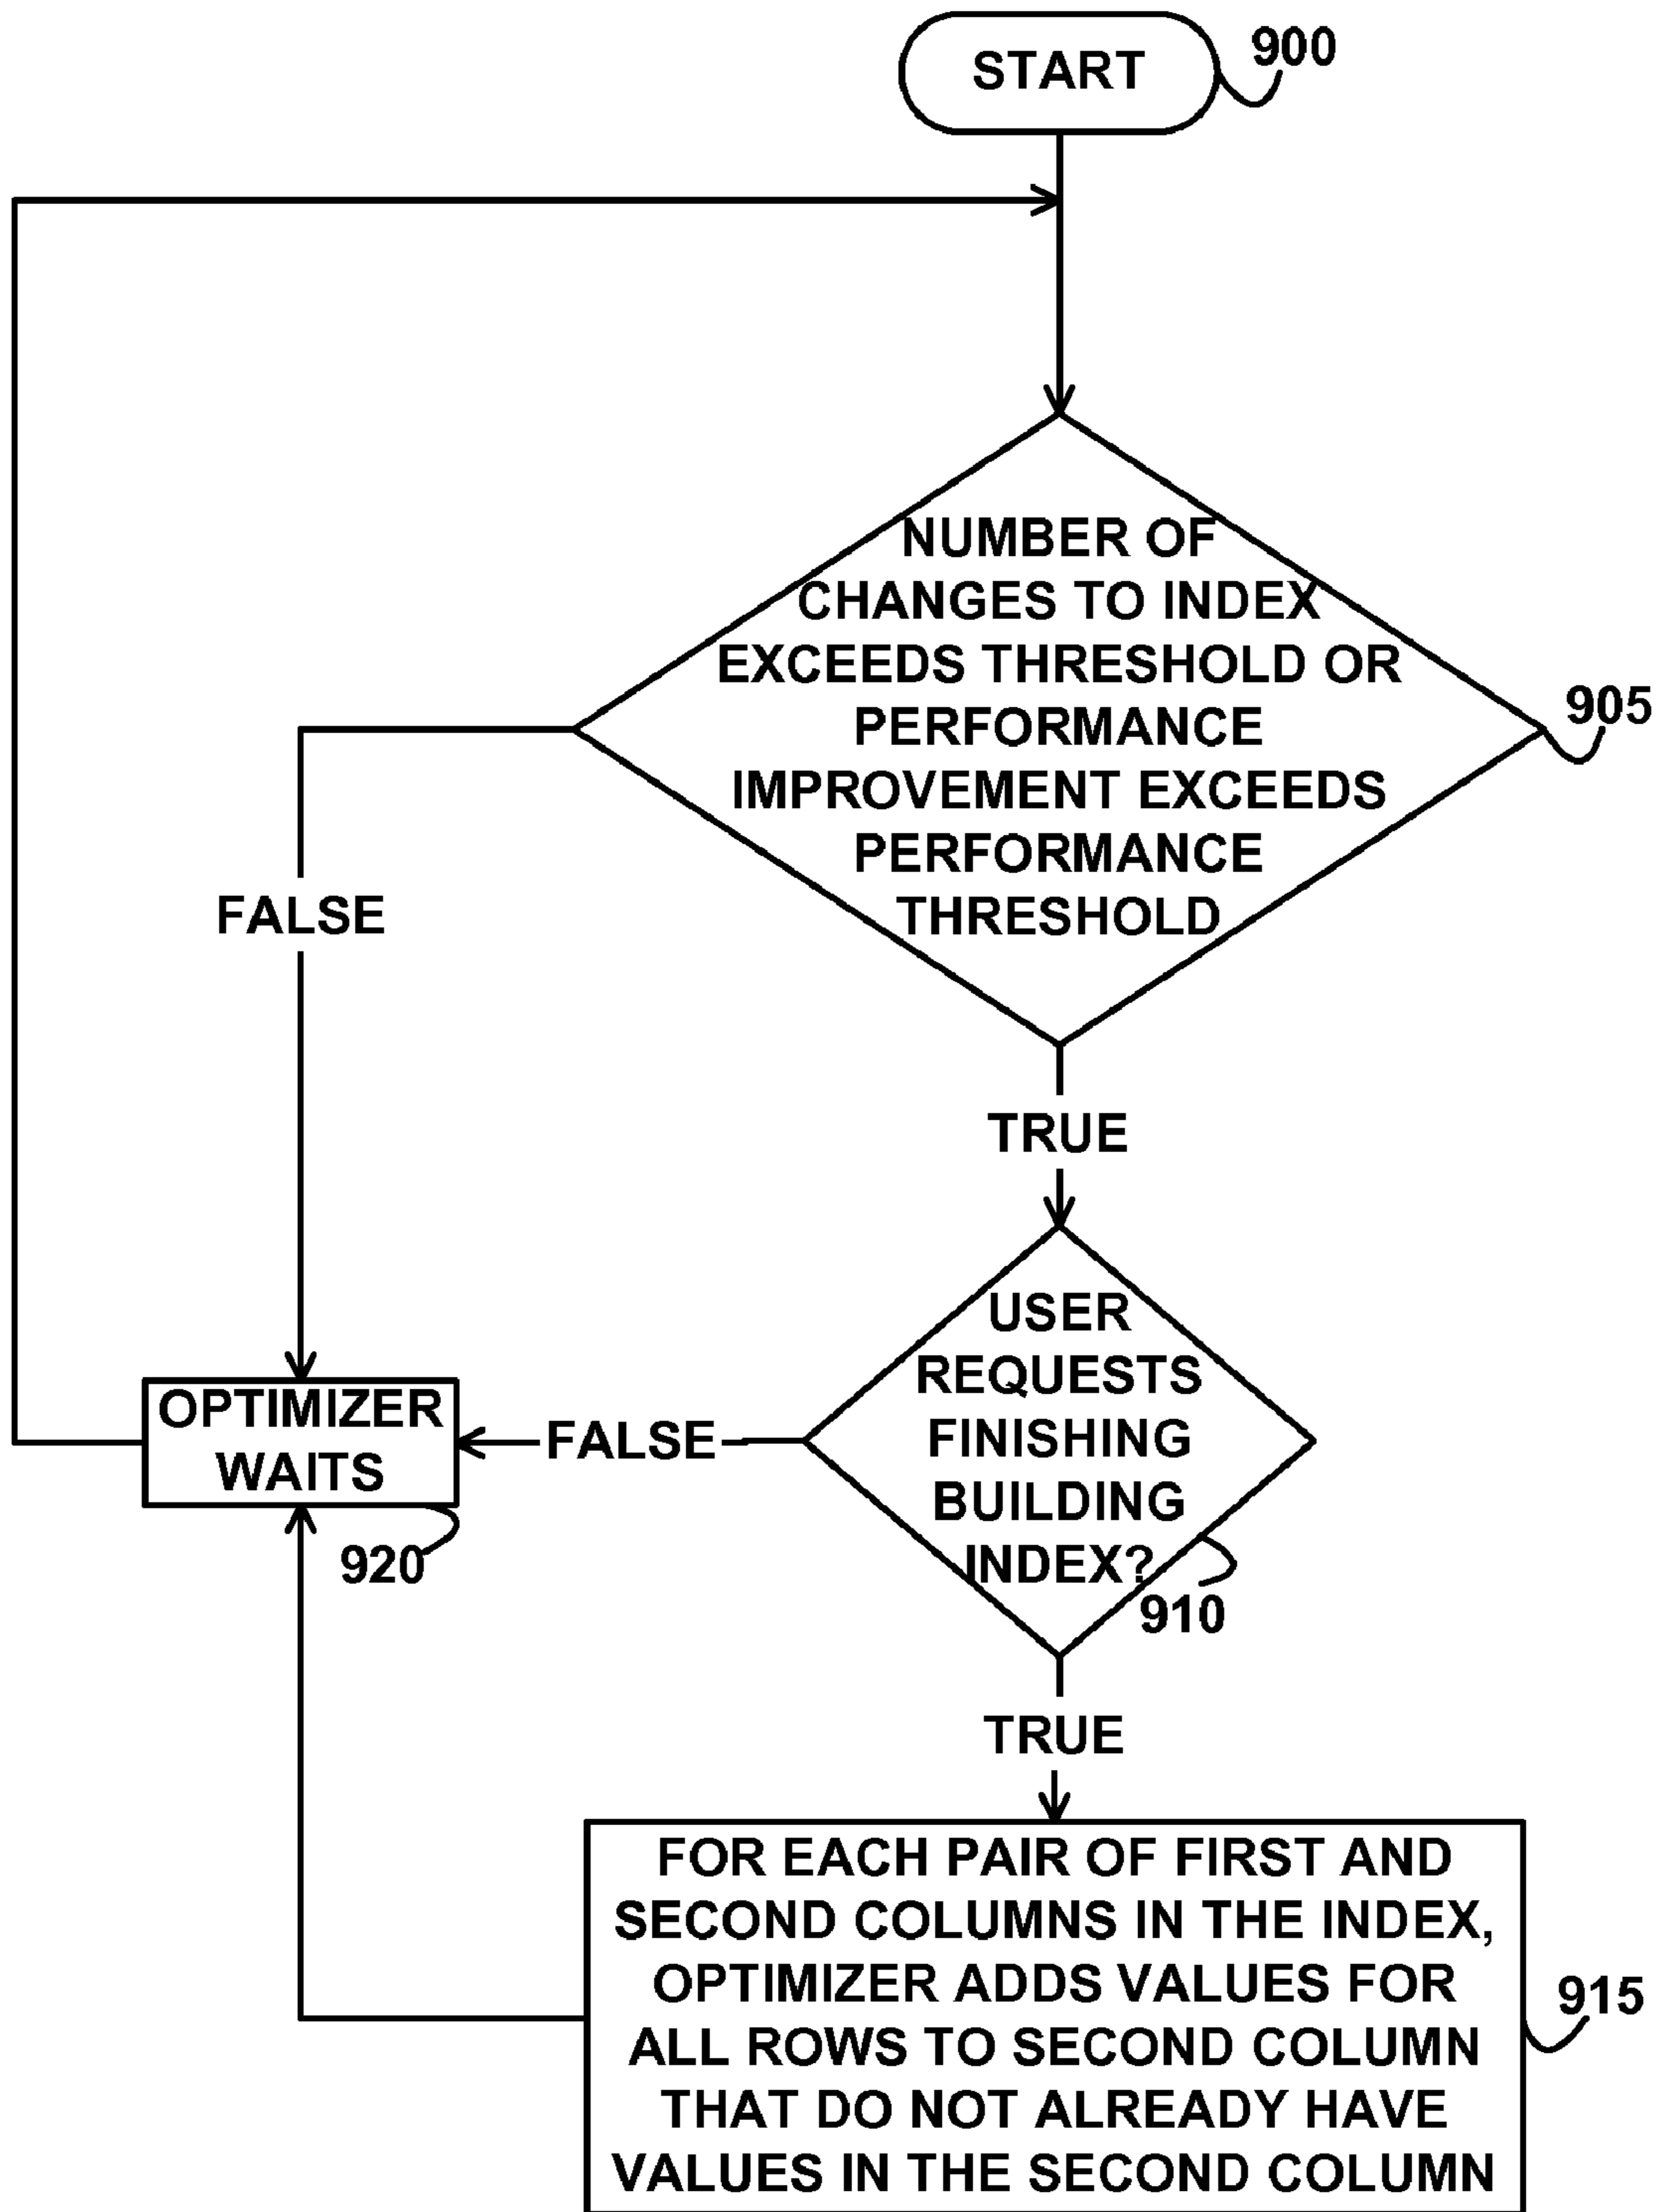 START
900
NUMBER OF
CHANGES TO INDEX
EXCEEDS THRESHOLD OR
PERFORMANCE
IMPROVEMENT EXCEEDS
PERFORMANCE
THRESHOLD
905
FALSE
TRUE
USER
REQUESTS
FINISHING
BUILDING
INDEX?
910
FALSE
OPTIMIZER
WAITS
920
TRUE
FOR EACH PAIR OF FIRST AND
SECOND COLUMNS IN THE INDEX,
OPTIMIZER ADDS VALUES FOR
ALL ROWS TO SECOND COLUMN
THAT DO NOT ALREADY HAVE
VALUES IN THE SECOND COLUMN
915